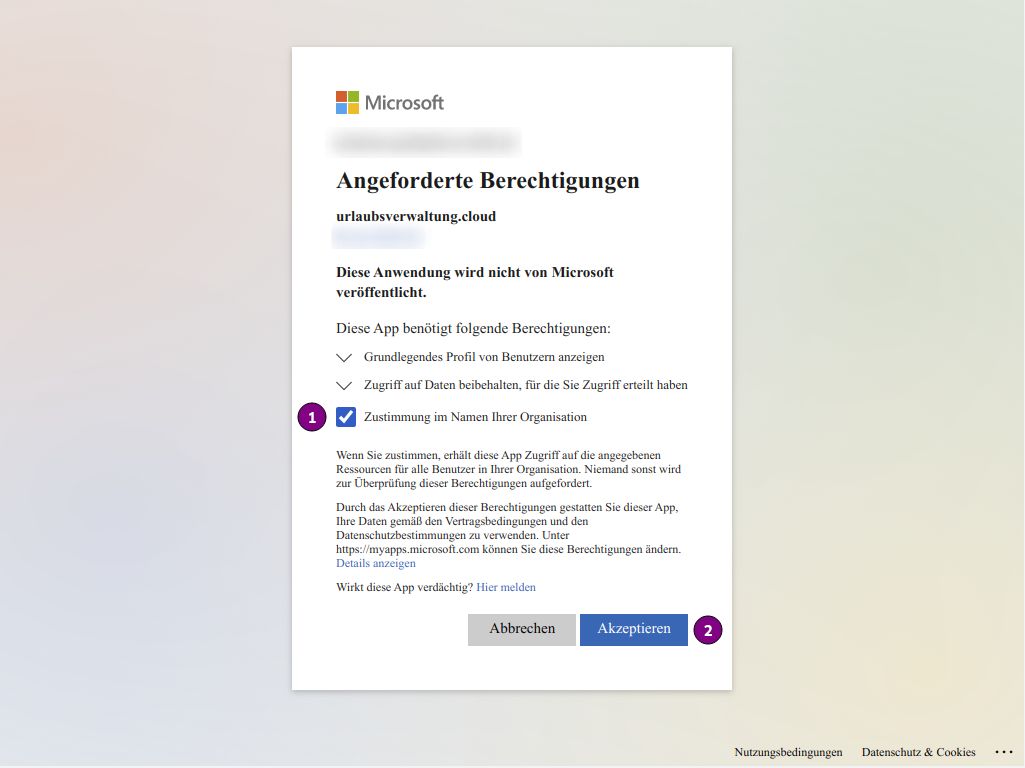 Microsoft
Angeforderte Berechtigungen
urlaubsverwaltung.cloud
Diese Anwendung wird nicht von Microsoft
veröffentlicht.
Diese App benötigt folgende Berechtigungen:
Grundlegendes Profil von Benutzern anzeigen
Zugriff auf Daten beibehalten, für die Sie Zugriff erteilt haben
1 Zustimmung im Namen Ihrer Organisation
Wenn Sie zustimmen, erhält diese App Zugriff auf die angegebenen
Ressourcen für alle Benutzer in Ihrer Organisation. Niemand sonst wird
zur Überprüfung dieser Berechtigungen aufgefordert.
Durch das Akzeptieren dieser Berechtigungen gestatten Sie dieser App,
Ihre Daten gemäß den Vertragsbedingungen und den
Datenschutzbestimmungen zu verwenden. Unter
https://myapps.microsoft.com können Sie diese Berechtigungen ändern.
Details anzeigen
Wirkt diese App verdächtig? Hier melden
Abbrechen Akzeptieren 2
Nutzungsbedingungen Datenschutz & Cookies ...